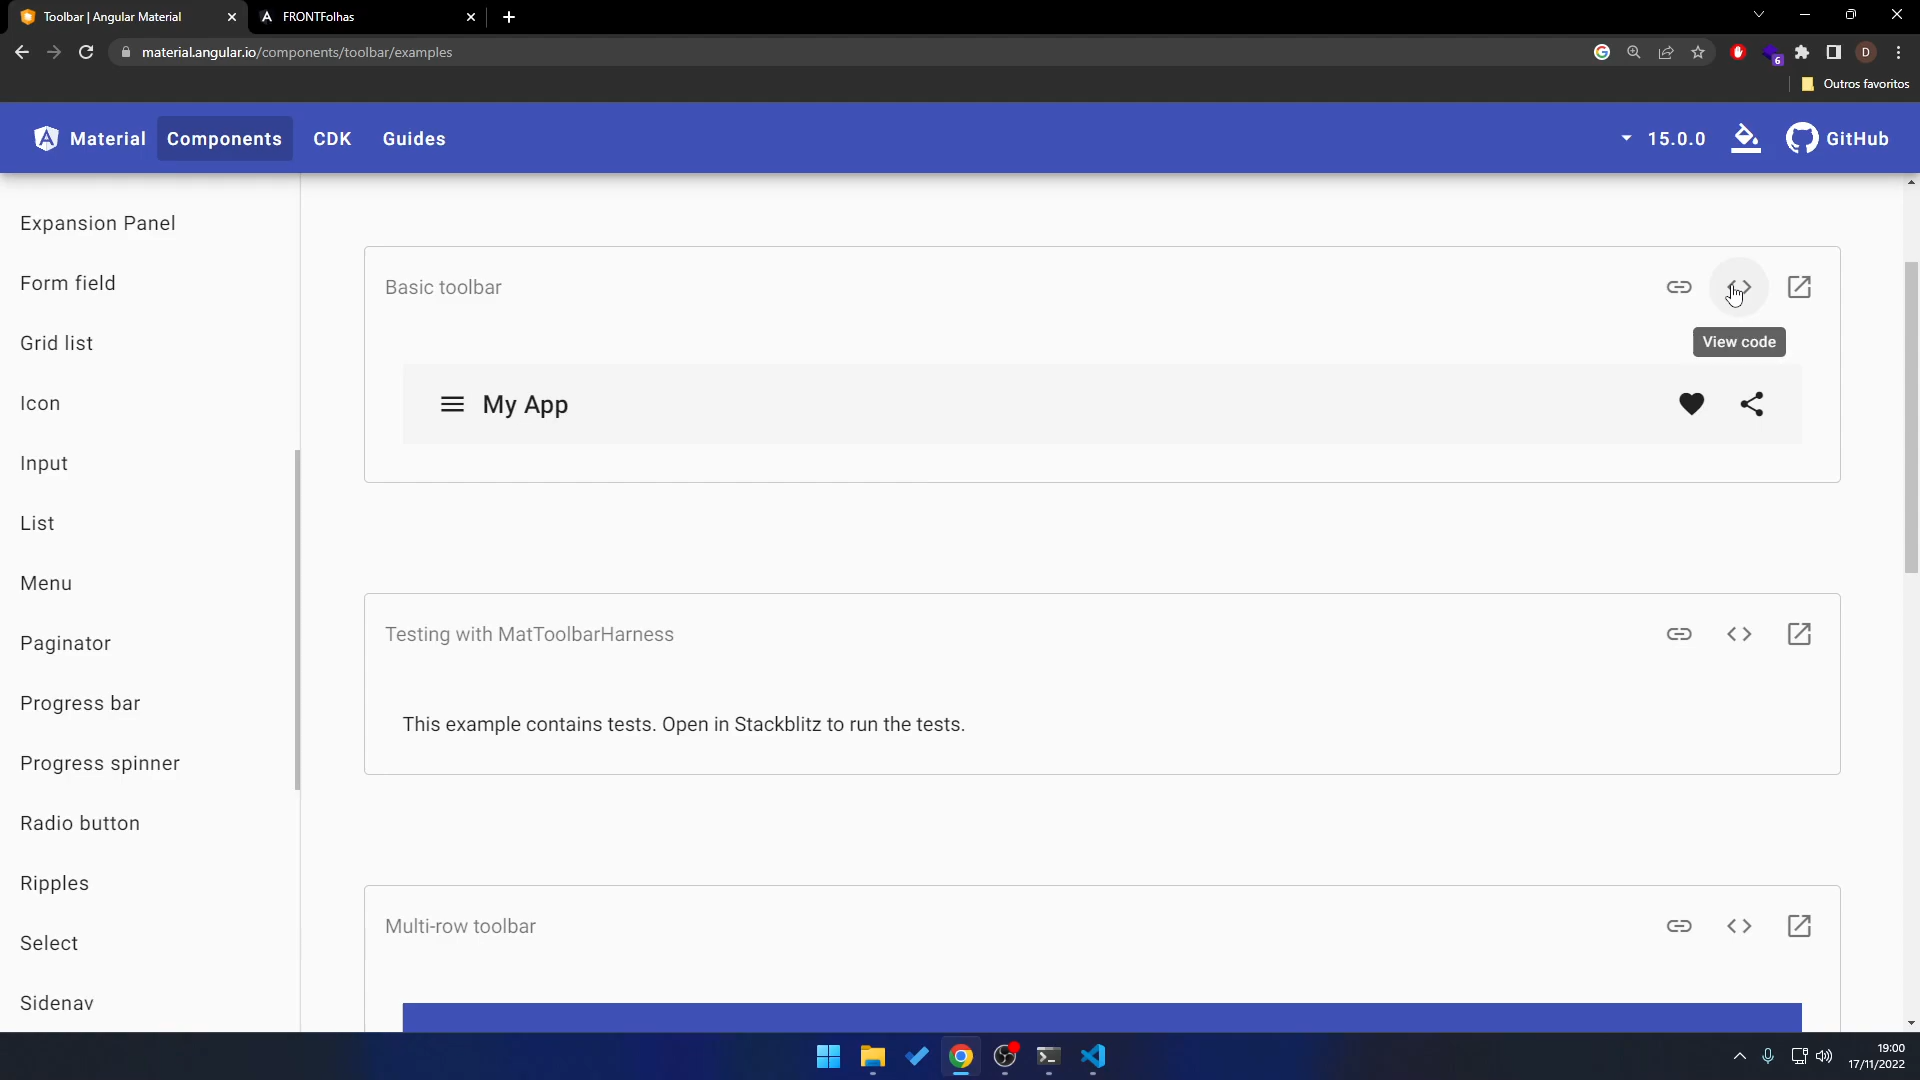 Toolbar | Angular Material
FRONTFolhas
material.angular.io/components/toolbar/examples
6
D
Outros favoritos
Material
Components
CDK
Guides
15.0.0
GitHub
Expansion Panel
Form field
Grid list
Icon
Input
List
Menu
Paginator
Progress bar
Progress spinner
Radio button
Ripples
Select
Sidenav
Basic toolbar
View code
My App
Testing with MatToolbarHarness
This example contains tests. Open in Stackblitz to run the tests.
Multi-row toolbar
19:00
17/11/2022